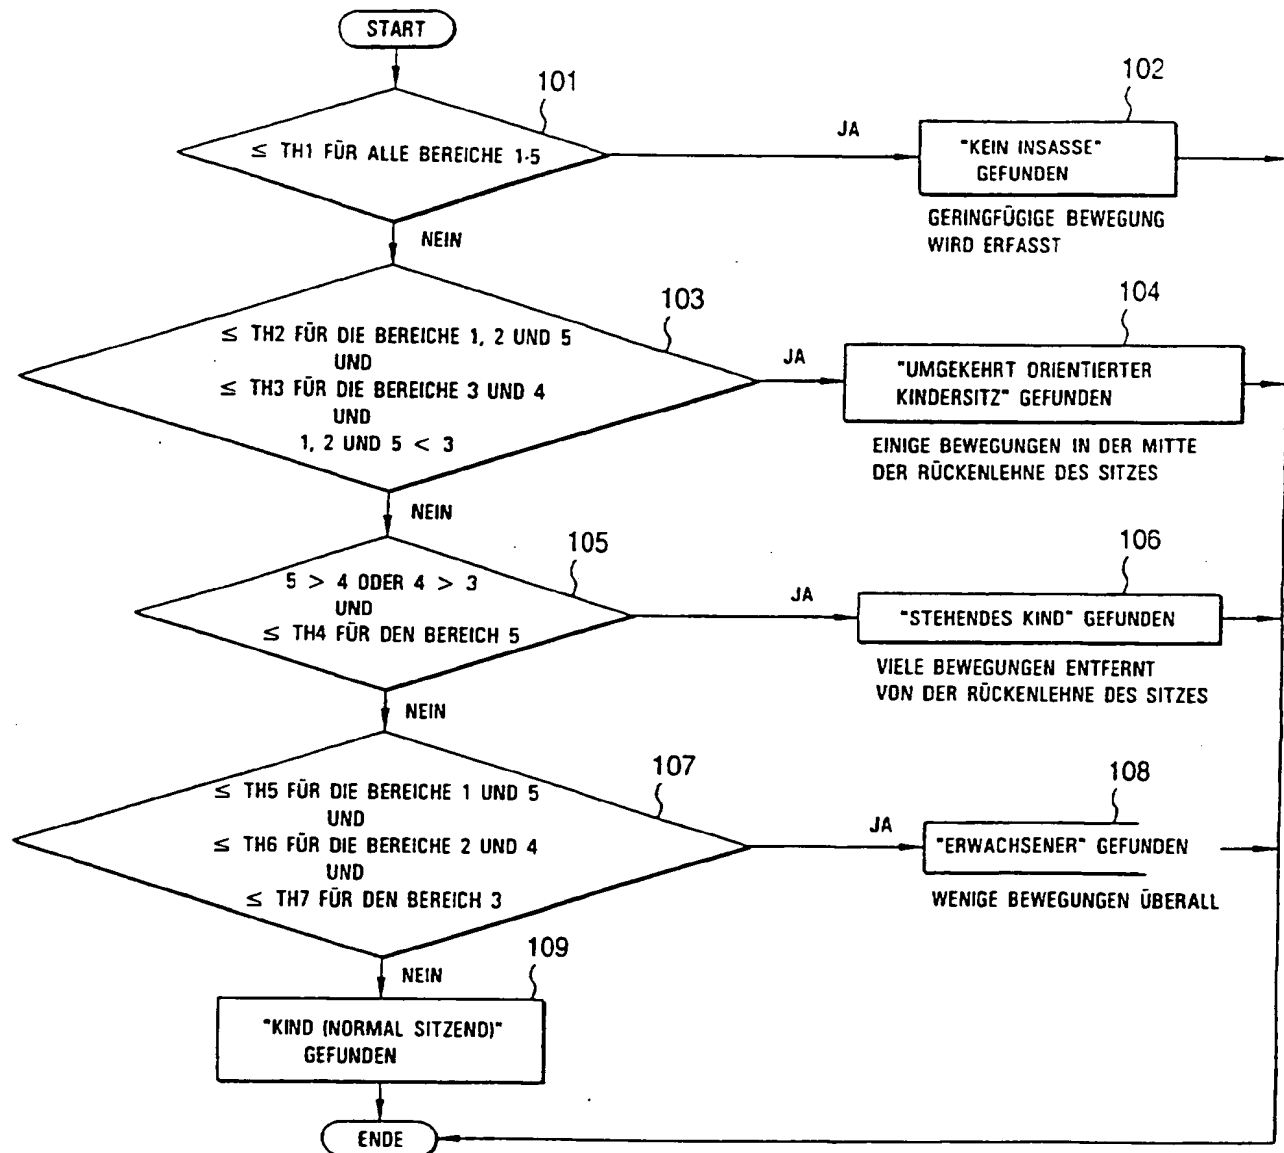 START
101
≤ TH1 FÜR ALLE BEREICHE 1-5
JA
102
"KEIN INSASSE"
GEFUNDEN
GERINGFÜGIGE BEWEGUNG
WIRD ERFASST
NEIN
103
≤ TH2 FÜR DIE BEREICHE 1, 2 UND 5
UND
≤ TH3 FÜR DIE BEREICHE 3 UND 4
UND
1, 2 UND 5 < 3
JA
104
"UMGEKEHRT ORIENTIERTER
KINDERSITZ" GEFUNDEN
EINIGE BEWEGUNGEN IN DER MITTE
DER RÜCKENLEHNE DES SITZES
NEIN
105
5 > 4 ODER 4 > 3
UND
≤ TH4 FÜR DEN BEREICH 5
JA
106
"STEHENDES KIND" GEFUNDEN
VIELE BEWEGUNGEN ENTFERNT
VON DER RÜCKENLEHNE DES SITZES
NEIN
107
≤ TH5 FÜR DIE BEREICHE 1 UND 5
UND
≤ TH6 FÜR DIE BEREICHE 2 UND 4
UND
≤ TH7 FÜR DEN BEREICH 3
JA
108
"ERWACHSENER" GEFUNDEN
WENIGE BEWEGUNGEN ÜBERALL
NEIN
109
"KIND (NORMAL SITZEND)"
GEFUNDEN
ENDE